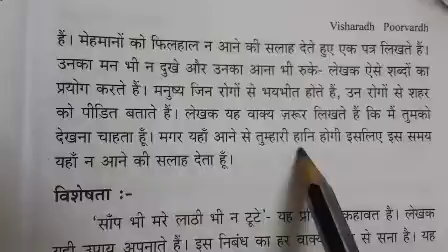 Visharadh Poorvardh
हैं। मेहमानों को फिलहाल न आने की सलाह देते हुए एक पत्र लिखते हैं।
उनका मन भी न दुखे और उनका आना भी रुके- लेखक ऐसे शब्दों का
प्रयोग करते हैं। मनुष्य जिन रोगों से भयभीत होते हैं, उन रोगों से शहर
को पीडित बताते हैं। लेखक यह वाक्य ज़रूर लिखते हैं कि मैं तुमको
देखना चाहता हूँ। मगर यहाँ आने से तुम्हारी हानि होगी इसलिए इस समय
यहाँ न आने की सलाह देता हूँ।
विशेषता :-
'साँप भी मरे लाठी भी न टूटे'- यह कहावत है। लेखक
यही उपाय अपनाते हैं। इस निबंध का हर वाक्य से सना है। यह